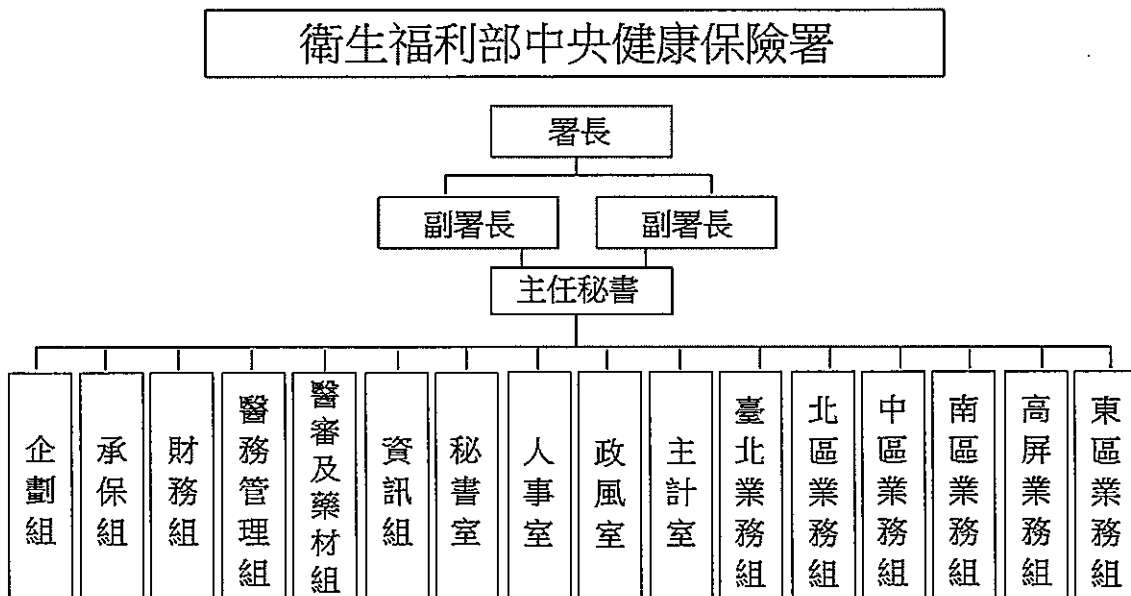 衛生福利部中央健康保險署
署長
副署長
副署長
主任秘書
企劃組
承保組
財務組
醫務管理組
醫審及藥材組
資訊組
秘書室
人事室
政風室
主計室
臺北業務組
北區業務組
中區業務組
南區業務組
高屏業務組
東區業務組